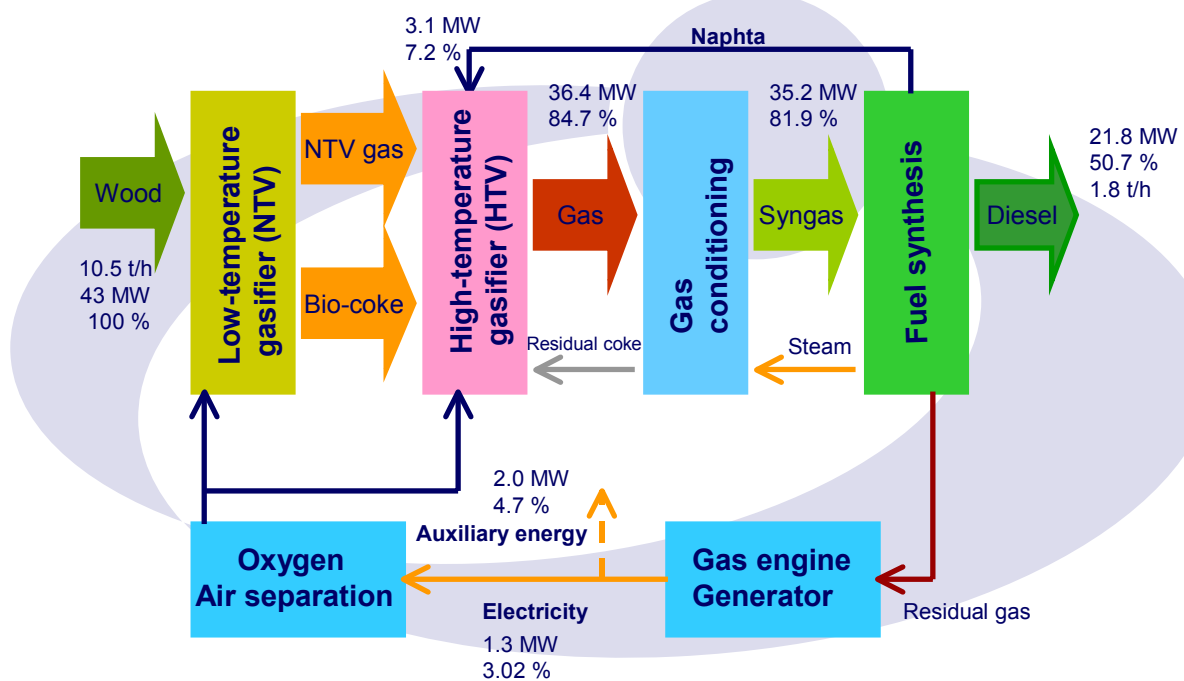 3.1 MW
7.2 %
Naphta
36.4 MW
84.7 %
35.2 MW
81.9 %
21.8 MW
50.7 %
1.8 t/h
Wood
10.5 t/h
43 MW
100 %
Low-temperature
gasifier (NTV)
NTV gas
Bio-coke
High-temperature
gasifier (HTV)
Gas
Residual coke
Gas
conditioning
Syngas
Steam
Fuel synthesis
Diesel
2.0 MW
4.7 %
Auxiliary energy
Oxygen
Air separation
Electricity
1.3 MW
3.02 %
Gas engine
Generator
Residual gas